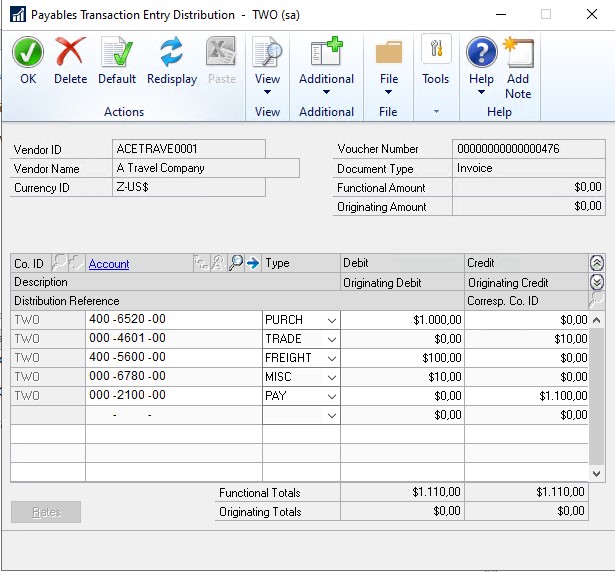 Payables Transaction Entry Distribution - TWO (sa)
OK Delete Default Redisplay Paste View Additional File Tools Help Add Note
Actions View Additional File Help
Vendor ID ACETRAVE0001 Voucher Number 00000000000000476
Vendor Name A Travel Company Document Type Invoice
Currency ID Z-US$ Functional Amount $0,00
Originating Amount $0,00
Co. ID Account Type Debit Credit
Description Originating Debit Originating Credit
Distribution Reference Corresp. Co. ID
TWO 400 -6520 -00 PURCH $1.000,00 $0,00
TWO 000 -4601 -00 TRADE $0,00 $10,00
TWO 400 -5600 -00 FREIGHT $100,00 $0,00
TWO 000 -6780 -00 MISC $10,00 $0,00
TWO 000 -2100 -00 PAY $0,00 $1.100,00
- - $0,00 $0,00
Functional Totals $1.110,00 $1.110,00
Rates Originating Totals $0,00 $0,00